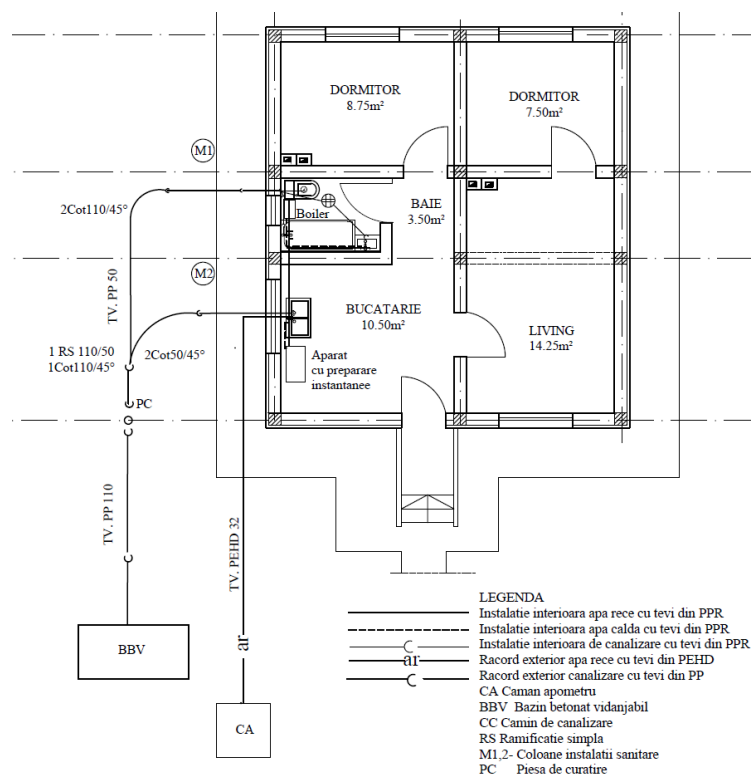 DORMITOR
8.75m²
DORMITOR
7.50m²
M1
2Cot110/45°
Boiler
BAIE
3.50m²
M2
TV. PP 50
BUCATARIE
10.50m²
LIVING
14.25m²
1 RS 110/50
1Cot110/45°
2Cot50/45°
Aparat
cu preparare
instantanee
PC
TV. PP 110
TV. PEHD 32
ar
BBV
CA
LEGENDA
Instalatie interioara apa rece cu tevi din PPR
Instalatie interioara apa calda cu tevi din PPR
Instalatie interioara de canalizare cu tevi din PPR
ar Racord exterior apa rece cu tevi din PEHD
Racord exterior canalizare cu tevi din PP
CA Caman apometru
BBV Bazin betonat vidanjabil
CC Camin de canalizare
RS Ramificatie simpla
M1,2- Coloane instalatii sanitare
PC Piesa de curatire